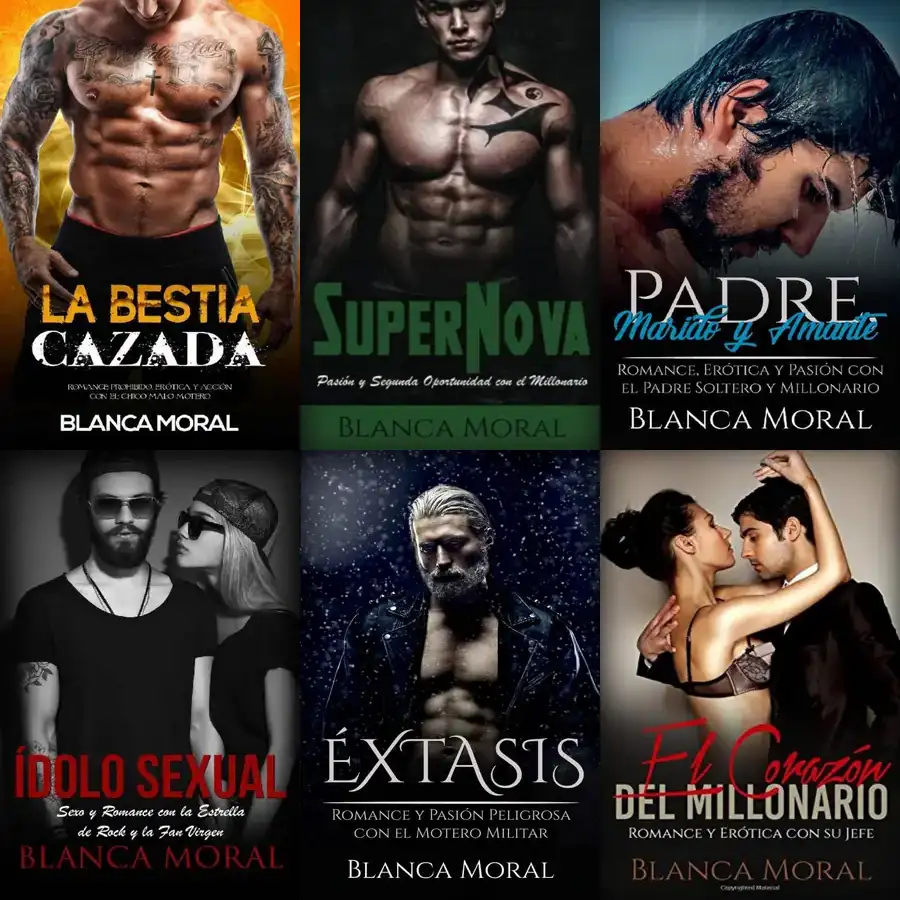 LA BESTIA
CAZADA
ROMANCE PROHIBIDO, ERÓTICA Y ACCIÓN
CON EL CHICO MALO MOTERO
BLANCA MORAL
SUPERNOVA
Pasión y Segunda Oportunidad con el Millonario
BLANCA MORAL
PADRE,
Marido y Amante
ROMANCE, ERÓTICA Y PASIÓN CON
EL PADRE SOLTERO Y MILLONARIO
BLANCA MORAL
ÍDOLO SEXUAL
Sexo y Romance con la Estrella
de Rock y la Fan Virgen
BLANCA MORAL
ÉXTASIS
ROMANCE Y PASIÓN PELIGROSA
CON EL MOTERO MILITAR
BLANCA MORAL
El Corazón
DEL MILLONARIO
ROMANCE Y ERÓTICA CON SU JEFE
BLANCA MORAL
Copyrighted Material